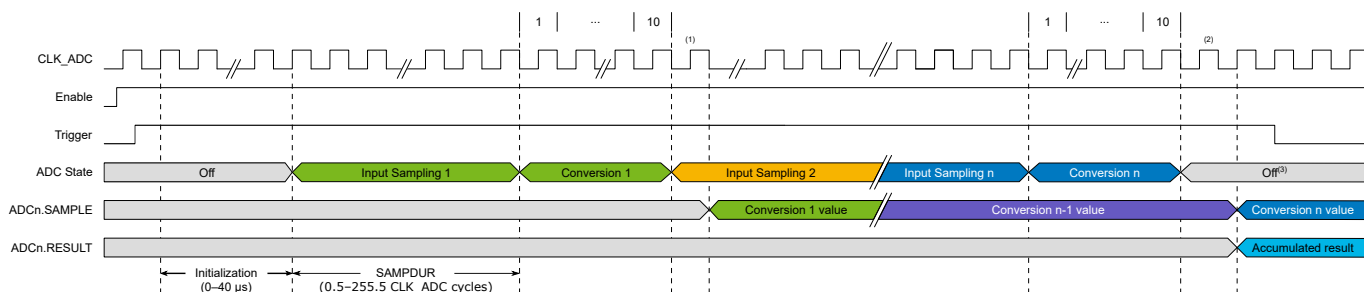 1 ... 10 1 ... 10
(1) (2)
CLK_ADC
Enable
Trigger
ADC State Off Input Sampling 1 Conversion 1 Input Sampling 2 Input Sampling n Conversion n Off(3)
ADCn.SAMPLE Conversion 1 value Conversion n-1 value Conversion n value
ADCn.RESULT Accumulated result
Initialization SAMPDUR
(0–40 µs) (0.5–255.5 CLK_ADC cycles)